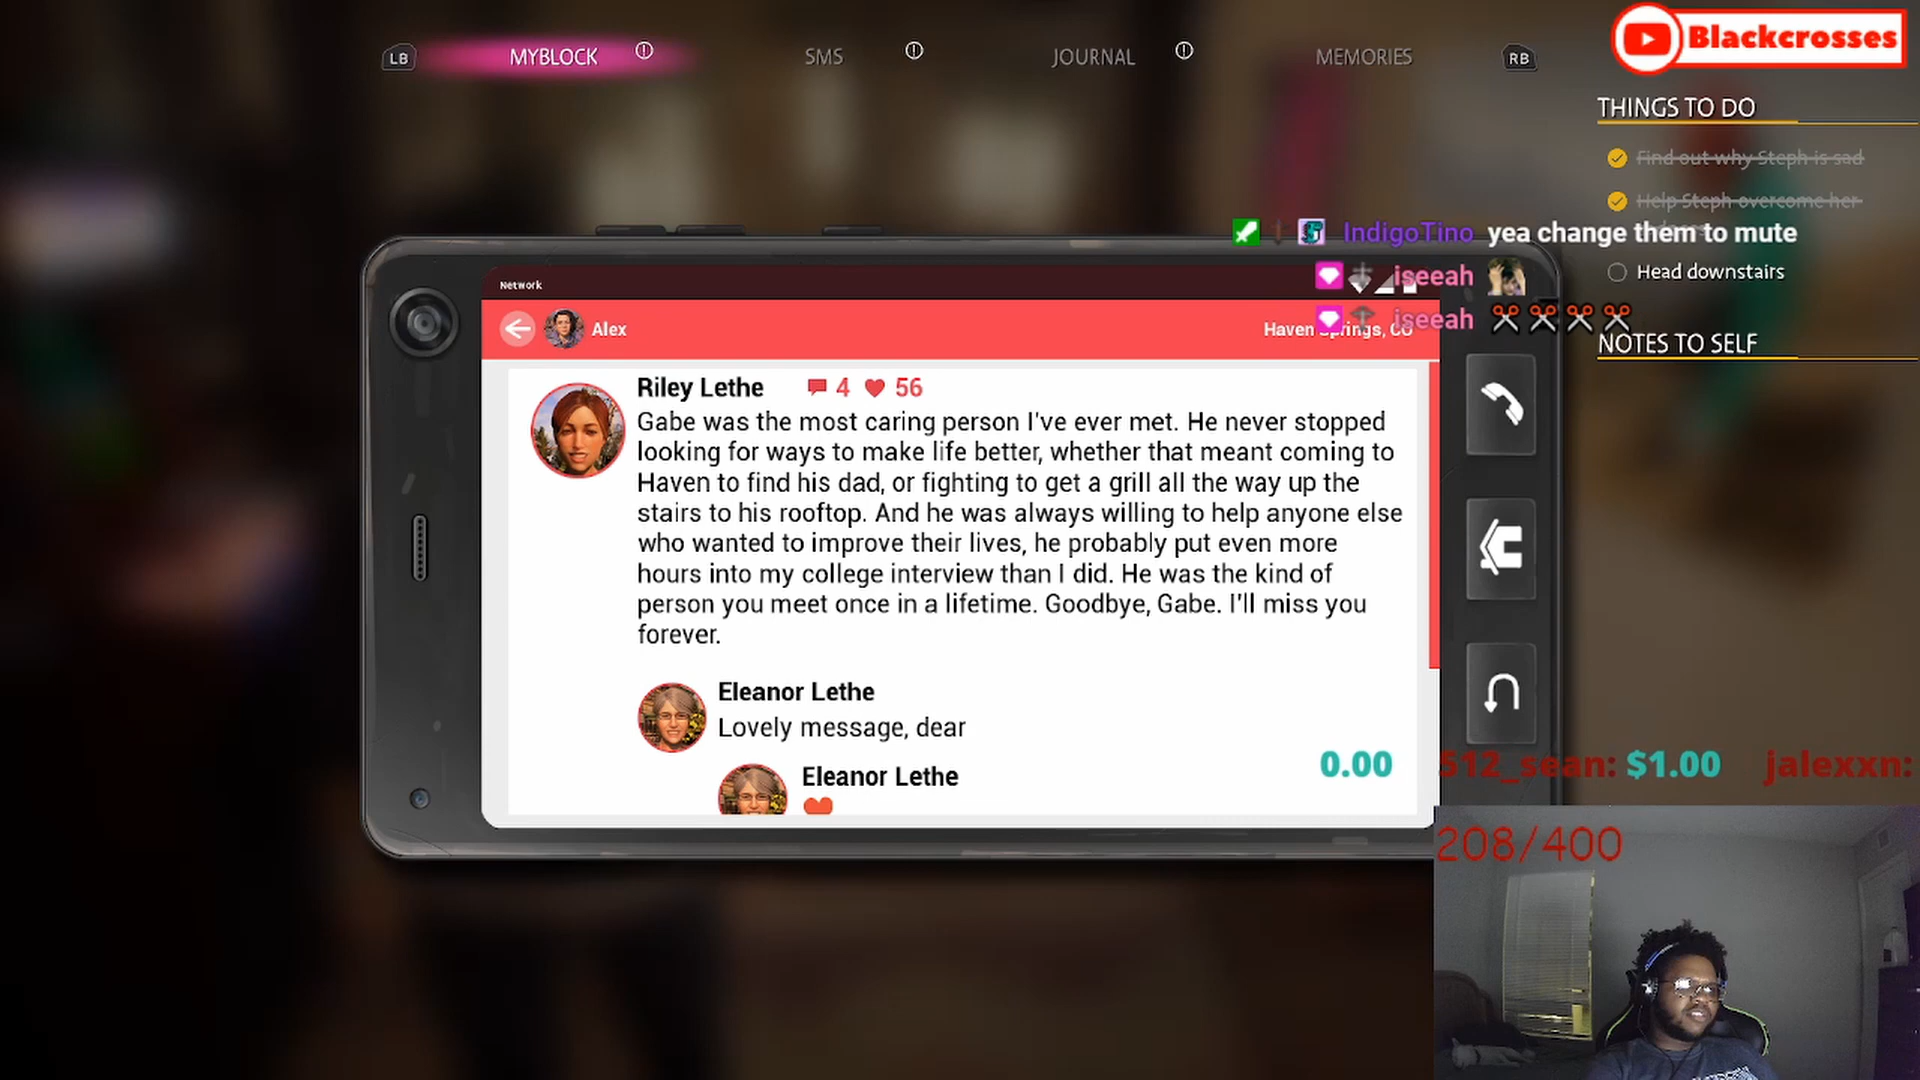 LB
MYBLOCK
SMS
JOURNAL
MEMORIES
RB
Blackcrosses
THINGS TO DO
Find out why Steph is sad
Help Steph overcome her
IndigoTino yea change them to mute
Head downstairs
iseeah
iseeah
NOTES TO SELF
Network
Alex
Haven Springs, CO
Riley Lethe 4 56
Gabe was the most caring person I've ever met. He never stopped
looking for ways to make life better, whether that meant coming to
Haven to find his dad, or fighting to get a grill all the way up the
stairs to his rooftop. And he was always willing to help anyone else
who wanted to improve their lives, he probably put even more
hours into my college interview than I did. He was the kind of
person you meet once in a lifetime. Goodbye, Gabe. I'll miss you
forever.
Eleanor Lethe
Lovely message, dear
Eleanor Lethe
0.00
512_sean: $1.00 jalexxn:
208/400